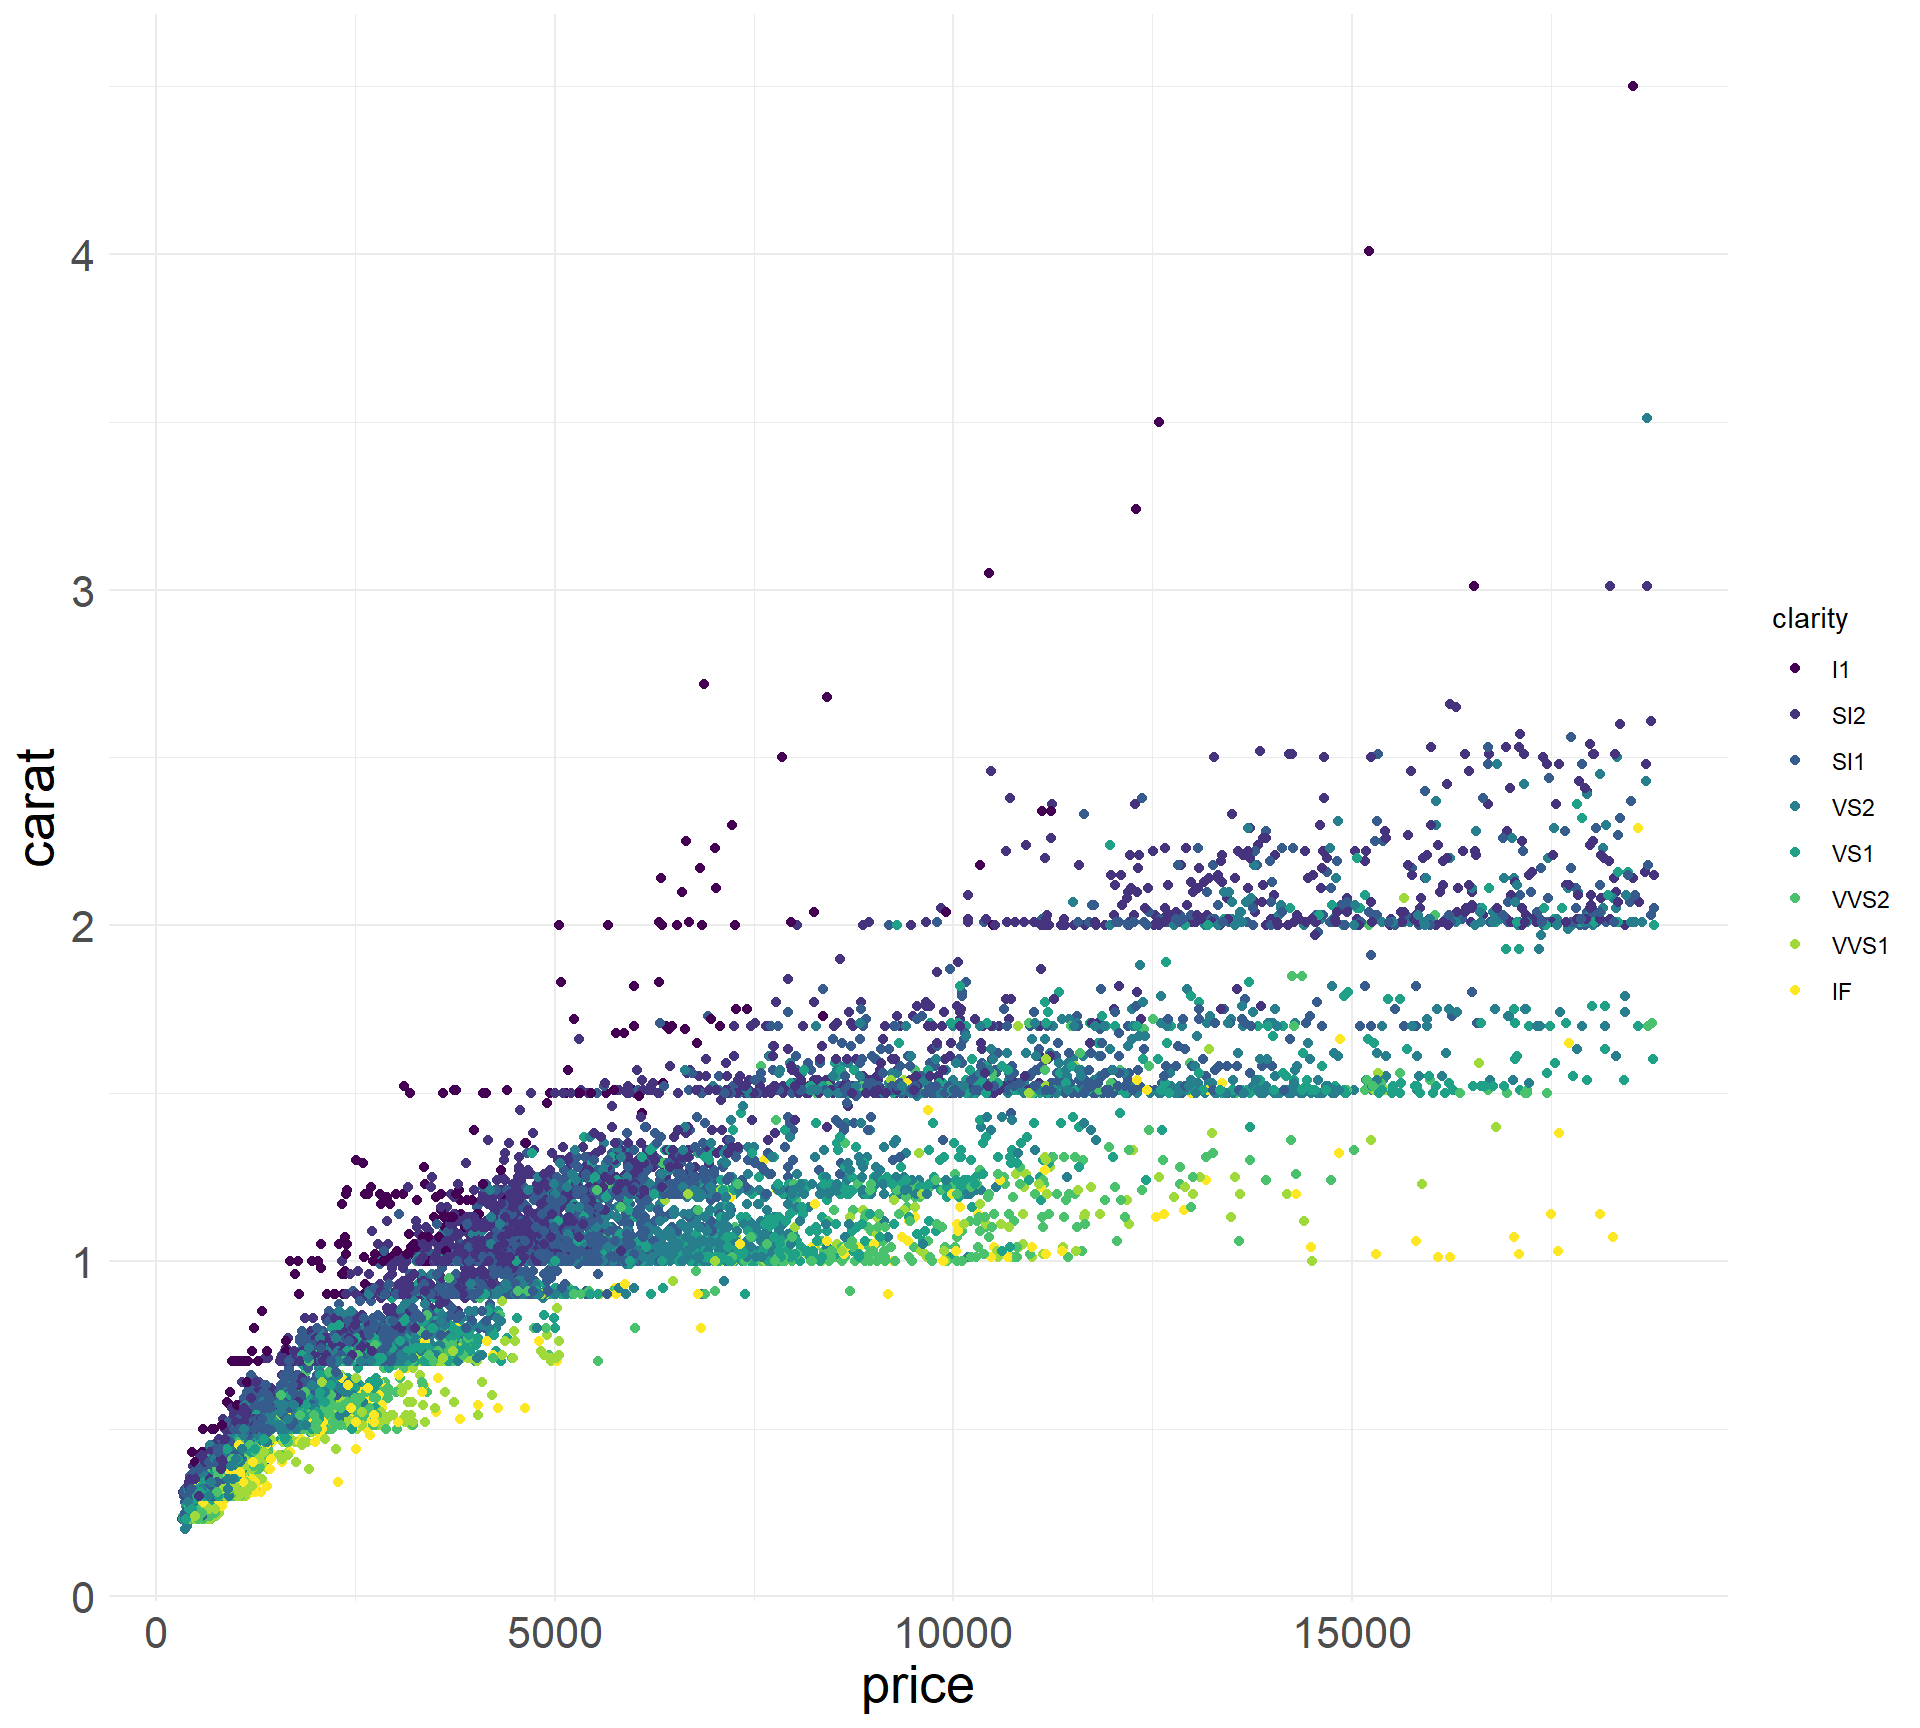 carat
4
3
2
1
0
0 5000 10000 15000
price
clarity
I1
SI2
SI1
VS2
VS1
VVS2
VVS1
IF